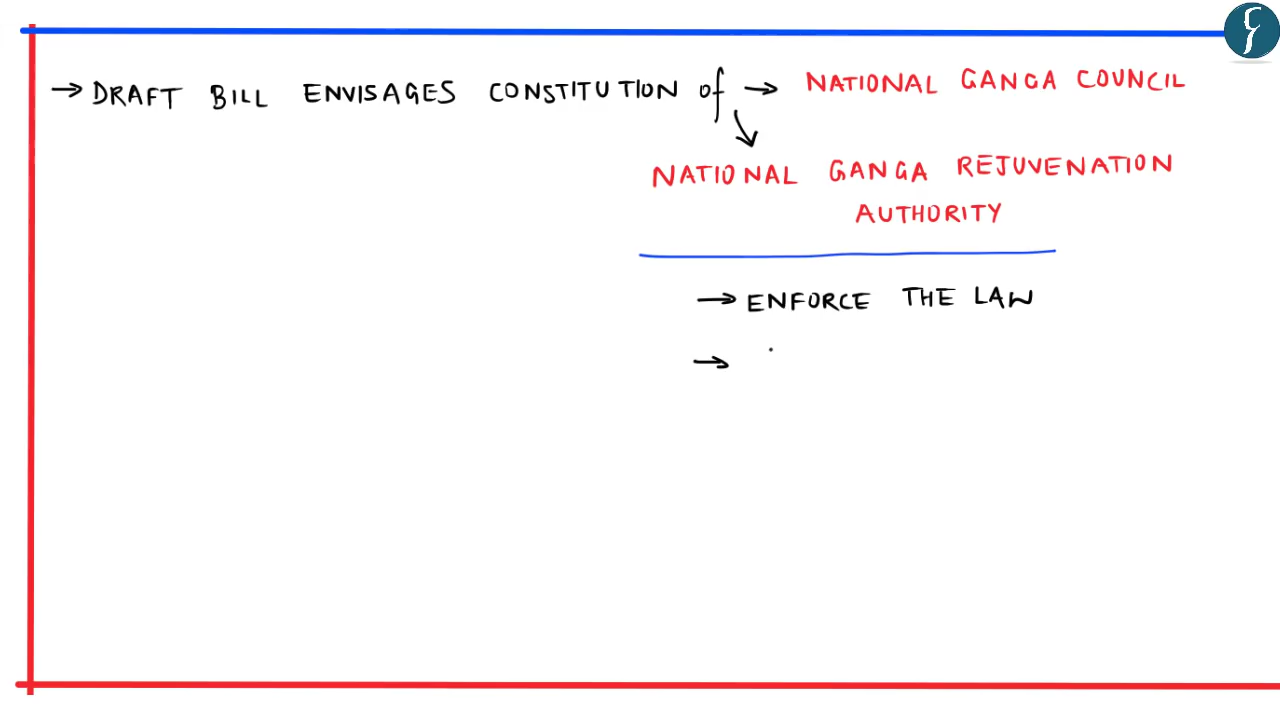 → DRAFT BILL ENVISAGES CONSTITUTION of → NATIONAL GANGA COUNCIL
NATIONAL GANGA REJUVENATION
AUTHORITY
→ ENFORCE THE LAW
→